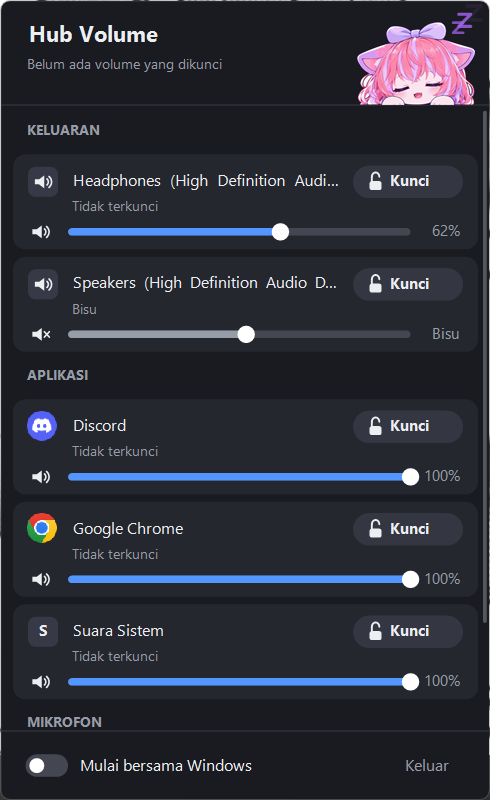 Hub Volume
Belum ada volume yang dikunci
KELUARAN
Headphones (High Definition Audi...
Kunci
Tidak terkunci
62%
Speakers (High Definition Audio D...
Kunci
Bisu
Bisu
APLIKASI
Discord
Kunci
Tidak terkunci
100%
Google Chrome
Kunci
Tidak terkunci
100%
S
Suara Sistem
Kunci
Tidak terkunci
100%
MIKROFON
Mulai bersama Windows
Keluar